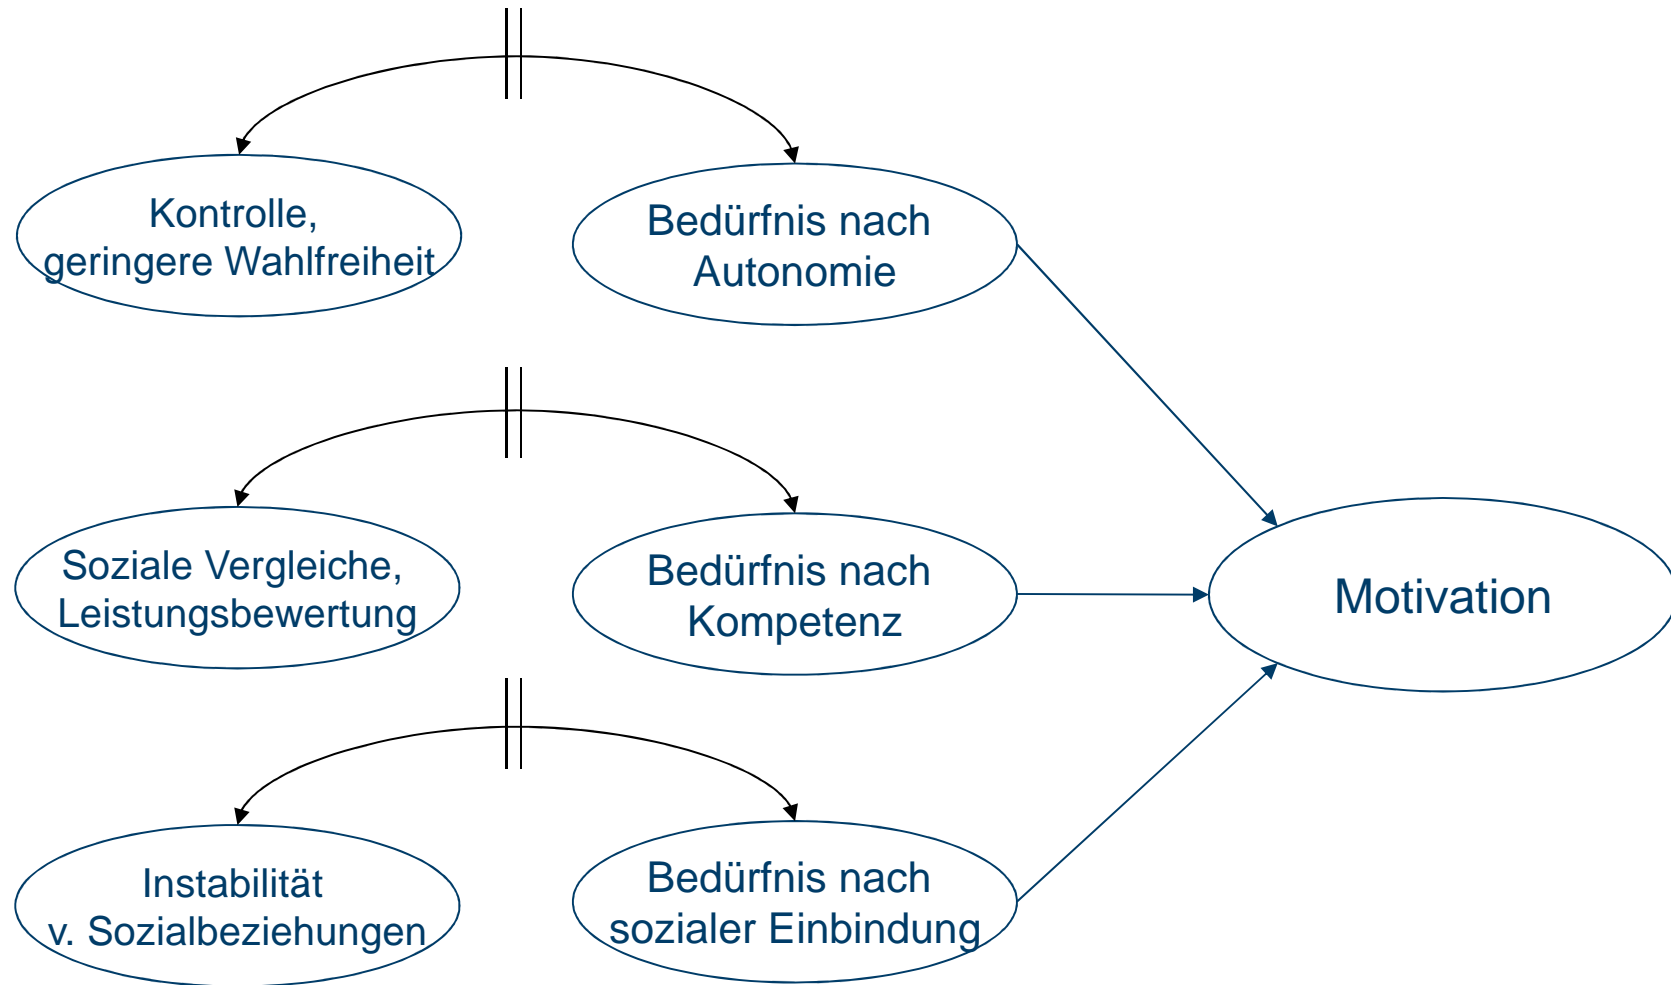 Kontrolle,
geringere Wahlfreiheit
Bedürfnis nach
Autonomie
Soziale Vergleiche,
Leistungsbewertung
Bedürfnis nach
Kompetenz
Motivation
Instabilität
v. Sozialbeziehungen
Bedürfnis nach
sozialer Einbindung